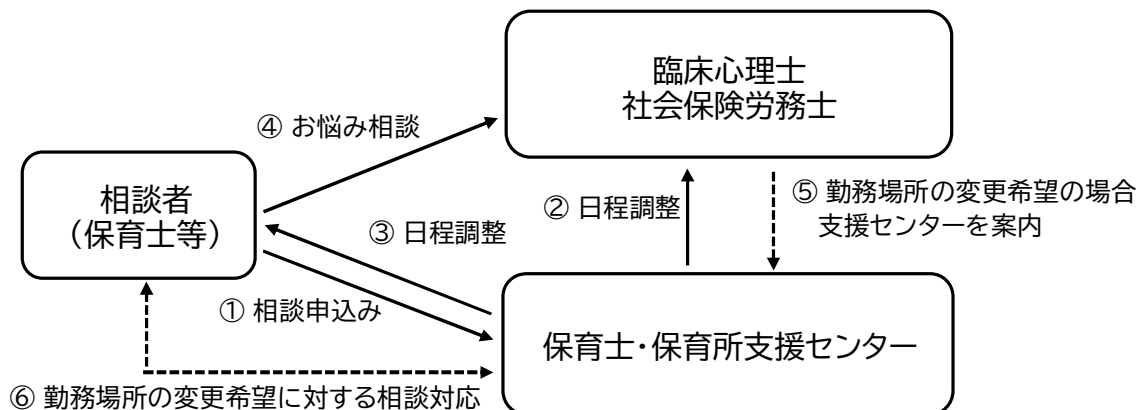 臨床心理士
社会保険労務士
④ お悩み相談
相談者
（保育士等）
② 日程調整
⑤ 勤務場所の変更希望の場合
支援センターを案内
③ 日程調整
① 相談申込み
保育士・保育所支援センター
⑥ 勤務場所の変更希望に対する相談対応